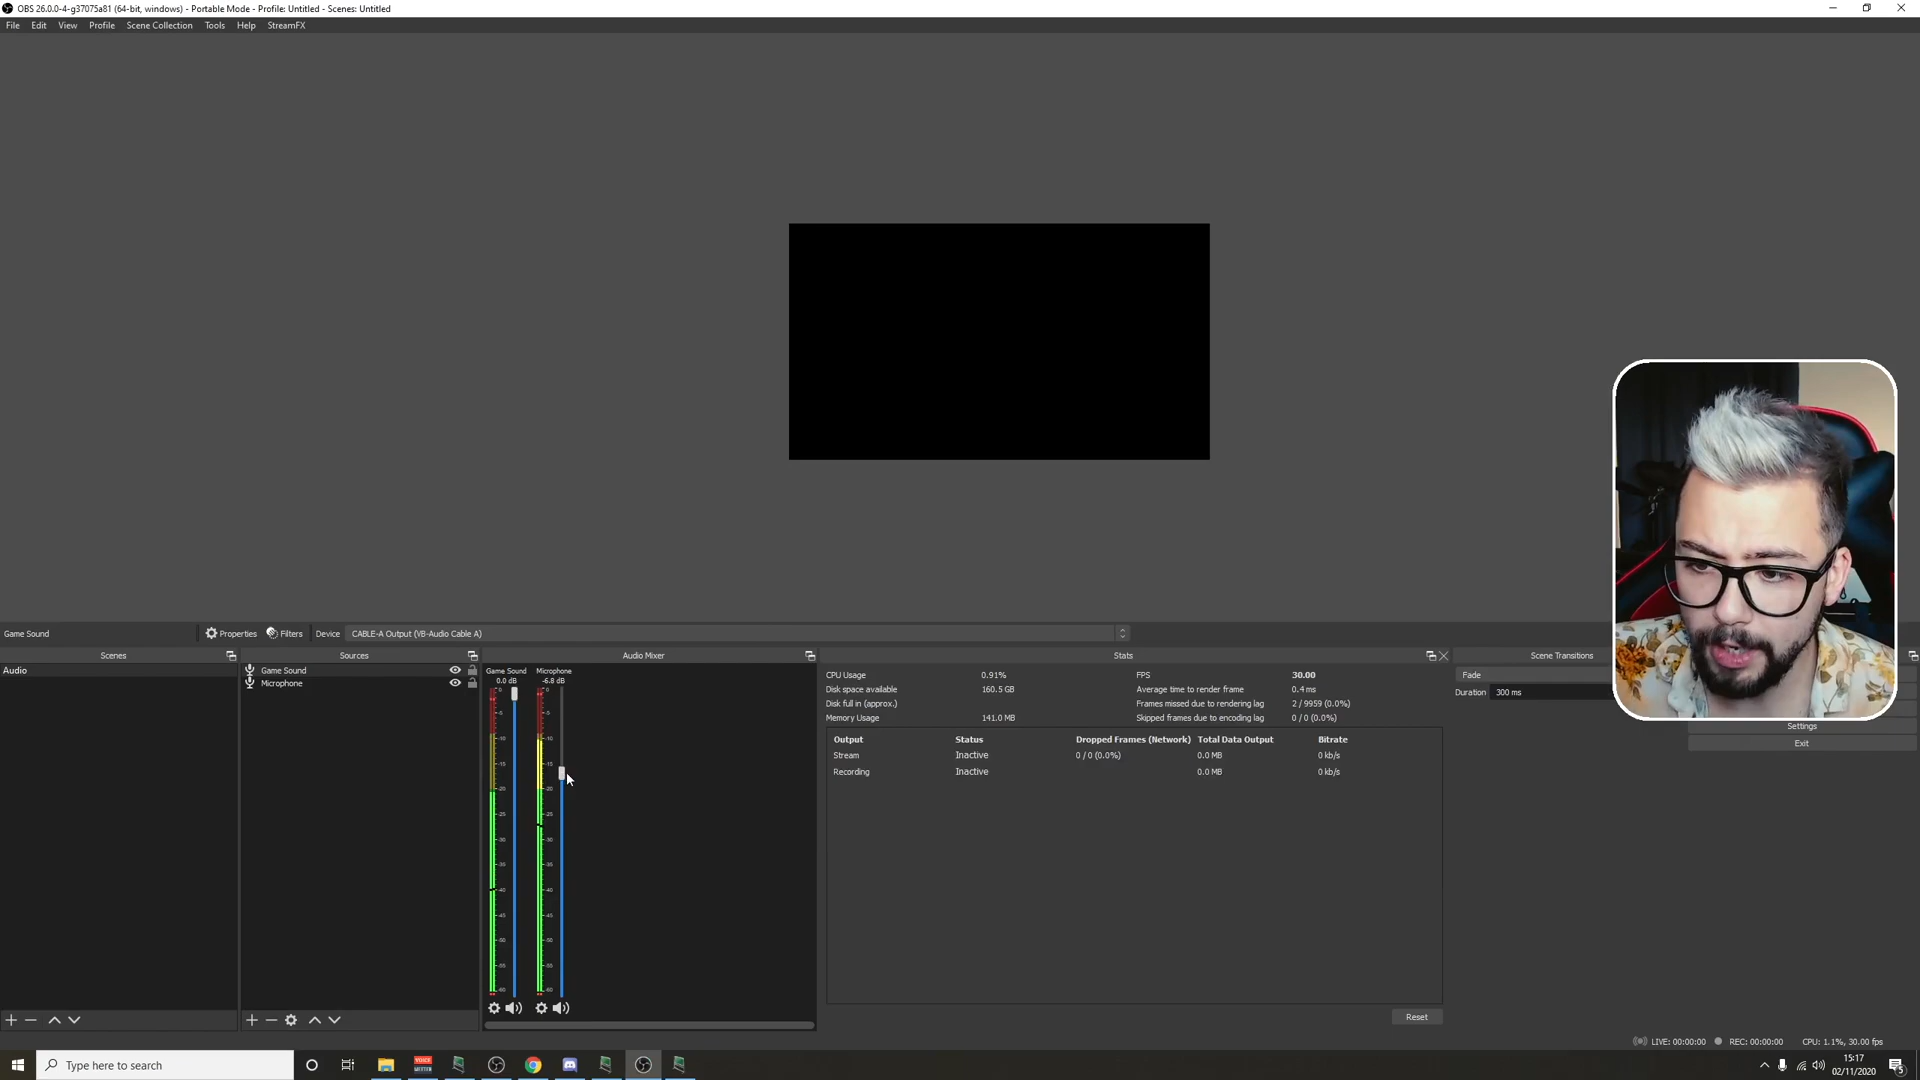 OBS 26.0.0-4-g37075a81 (64-bit, windows) - Portable Mode - Profile: Untitled - Scenes: Untitled
File Edit View Profile Scene Collection Tools Help StreamFX
Game Sound Properties Filters Device CABLE-A Output (VB-Audio Cable A)
Scenes Sources Audio Mixer Stats Scene Transitions
Audio
Game Sound
Microphone
Game Sound Microphone
0.0 dB -6.8 dB
CPU Usage 0.91% FPS 30.00
Disk space available 160.5 GB Average time to render frame 0.4 ms
Disk full in (approx.) Frames missed due to rendering lag 2 / 9959 (0.0%)
Memory Usage 141.0 MB Skipped frames due to encoding lag 0 / 0 (0.0%)
Output Status Dropped Frames (Network) Total Data Output Bitrate
Stream Inactive 0 / 0 (0.0%) 0.0 MB 0 kb/s
Recording Inactive 0.0 MB 0 kb/s
Fade
Duration 300 ms
Settings
Exit
Reset
LIVE: 00:00:00 REC: 00:00:00 CPU: 1.1%, 30.00 fps
Type here to search
15:17
02/11/2020